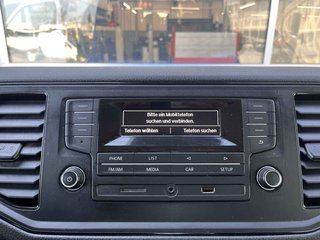 Bitte ein Mobiltelefon
suchen und verbinden.
Telefon wählen Telefon suchen
PHONE LIST
FM/AM MEDIA CAR SETUP